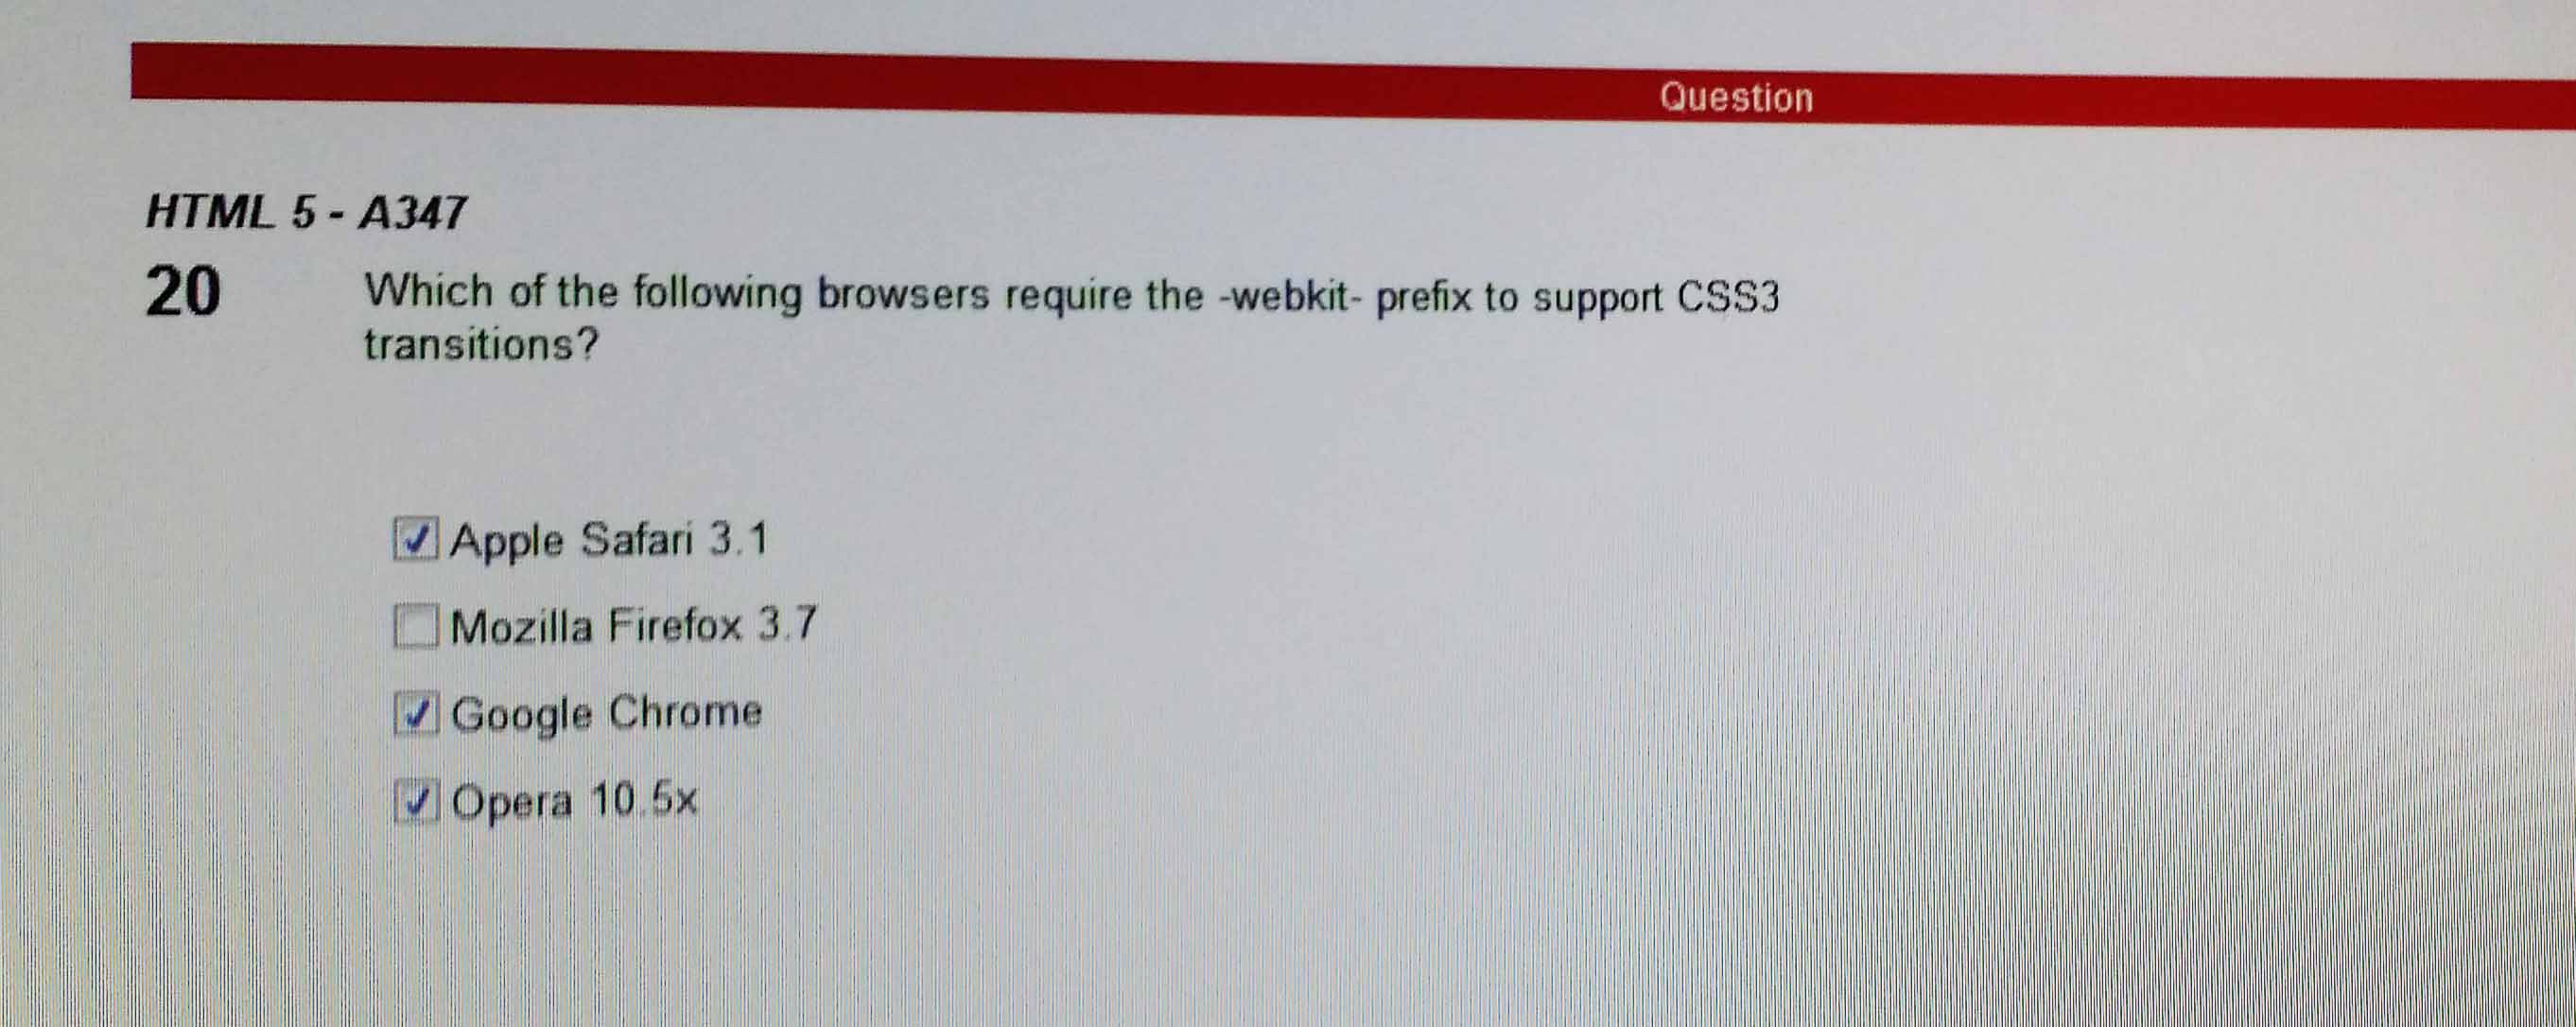 Question
HTML 5 - A347
20 Which of the following browsers require the -webkit- prefix to support CSS3
transitions?
Apple Safari 3.1
Mozilla Firefox 3.7
Google Chrome
Opera 10.5x